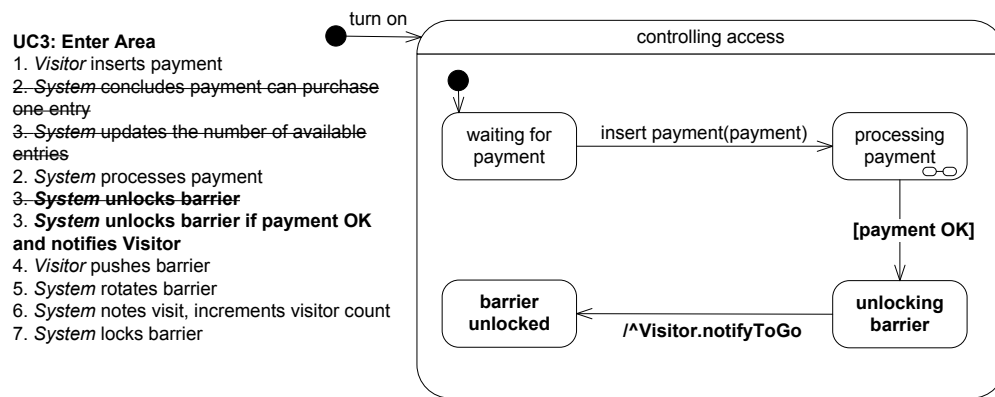 UC3: Enter Area
1. Visitor inserts payment
2. System concludes payment can purchase
one entry
3. System updates the number of available
entries
2. System processes payment
3. System unlocks barrier
3. System unlocks barrier if payment OK
and notifies Visitor
4. Visitor pushes barrier
5. System rotates barrier
6. System notes visit, increments visitor count
7. System locks barrier
turn on
controlling access
waiting for
payment
insert payment(payment)
processing
payment
[payment OK]
barrier
unlocked
/^Visitor.notifyToGo
unlocking
barrier